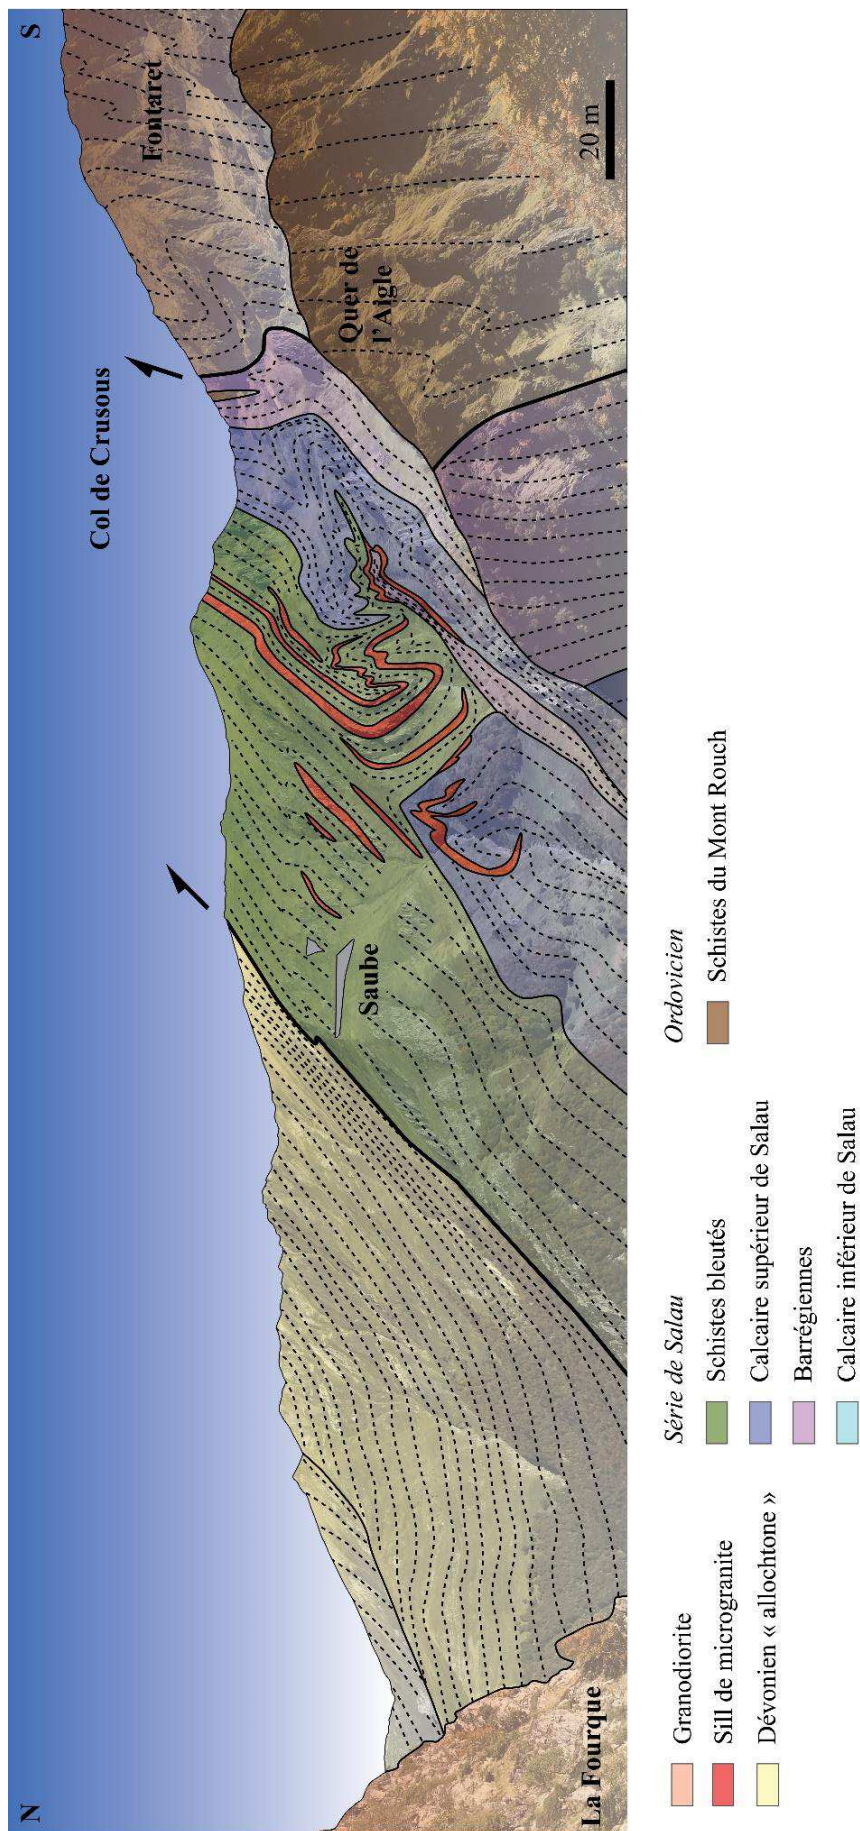 N
S
Col de Crusous
Fontaret
Quer de
l'Aigle
Saube
La Fourque
20 m
Granodiorite
Sill de microgranite
Dévonien « allochtone »
Série de Salau
Schistes bleutés
Calcaire supérieur de Salau
Barrégiennes
Calcaire inférieur de Salau
Ordovicien
Schistes du Mont Rouch